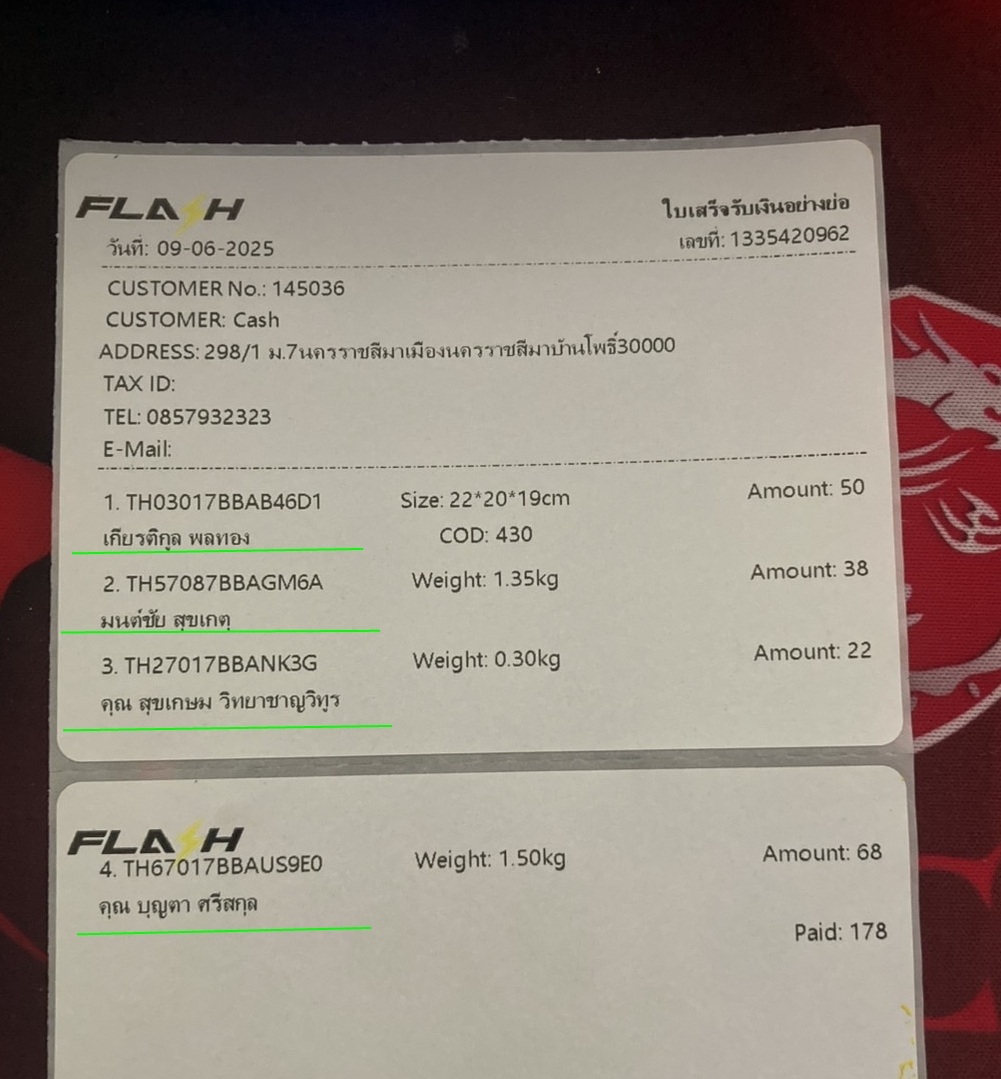 FLASH
ใบเสร็จรับเงินอย่างย่อ
วันที่: 09-06-2025
เลขที่: 1335420962
CUSTOMER No.: 145036
CUSTOMER: Cash
ADDRESS: 298/1 ม.7นครราชสีมาเมืองนครราชสีมาบ้านโพธิ์30000
TAX ID:
TEL: 0857932323
E-Mail:
1. TH03017BBAB46D1 Size: 22*20*19cm Amount: 50
เกียรติกูล พลทอง COD: 430
2. TH57087BBAGM6A Weight: 1.35kg Amount: 38
มนต์ชัย สุขเกตุ
3. TH27017BBANK3G Weight: 0.30kg Amount: 22
คุณ สุขเกษม วิทยาชาญวิทูร
FLASH
4. TH67017BBAUS9E0 Weight: 1.50kg Amount: 68
คุณ บุญตา ศรีสกุล
Paid: 178